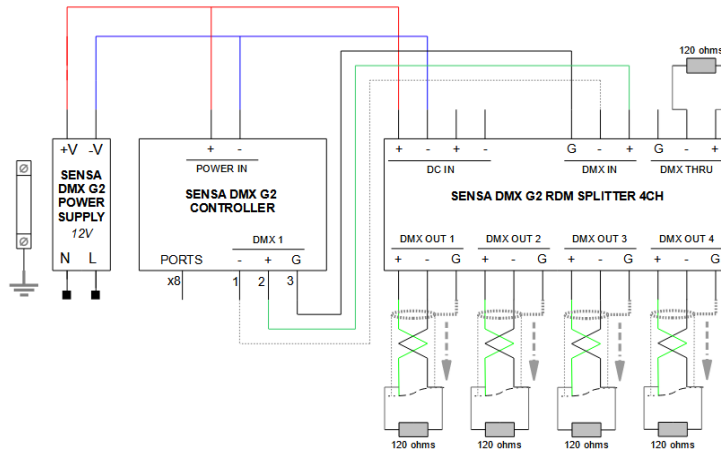 120 ohms
+V -V
SENSA
DMX G2
POWER
SUPPLY
12V
N L
+ -
POWER IN
SENSA DMX G2
CONTROLLER
DMX 1
PORTS - + G
x8 1 2 3
+ - + - G - + G - +
DC IN DMX IN DMX THRU
SENSA DMX G2 RDM SPLITTER 4CH
DMX OUT 1 DMX OUT 2 DMX OUT 3 DMX OUT 4
+ - G + - G + - G + - G
120 ohms 120 ohms 120 ohms 120 ohms